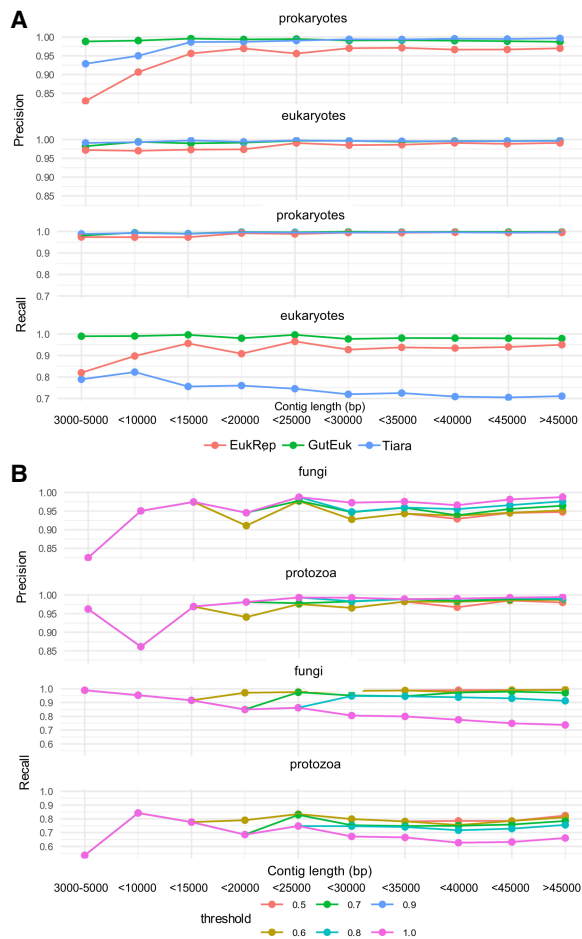 A
prokaryotes
1.00
0.95
0.90
0.85
Precision
eukaryotes
1.00
0.95
0.90
0.85
prokaryotes
1.0
0.9
0.8
0.7
Recall
eukaryotes
1.0
0.9
0.8
0.7
Contig length (bp)
3000-5000 <10000 <15000 <20000 <25000 <30000 <35000 <40000 <45000 >45000
EukRep GutEuk Tiara
B
fungi
1.00
0.95
0.90
0.85
Precision
protozoa
1.00
0.95
0.90
0.85
fungi
1.0
0.9
0.8
0.7
0.6
Recall
protozoa
1.0
0.9
0.8
0.7
0.6
Contig length (bp)
3000-5000 <10000 <15000 <20000 <25000 <30000 <35000 <40000 <45000 >45000
threshold
0.5 0.7 0.9
0.6 0.8 1.0